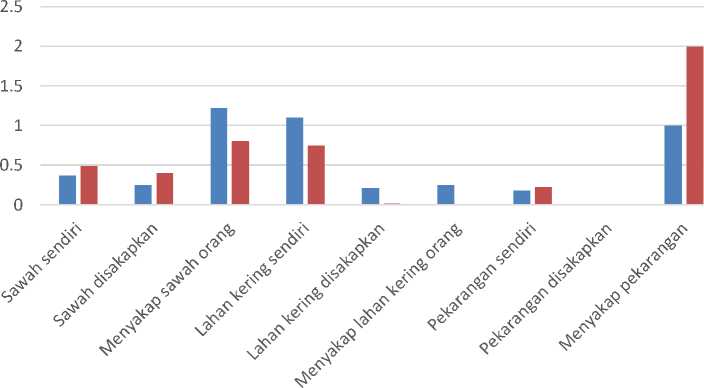 2.5
2
1.5
1
0.5
0
Sawah sendiri
Sawah disakapkan
Menyakap sawah orang
Lahan kering sendiri
Lahan kering disakapkan
Menyakap lahan kering orang
Pekarangan sendiri
Pekarangan disakapkan
Menyakap pekarangan